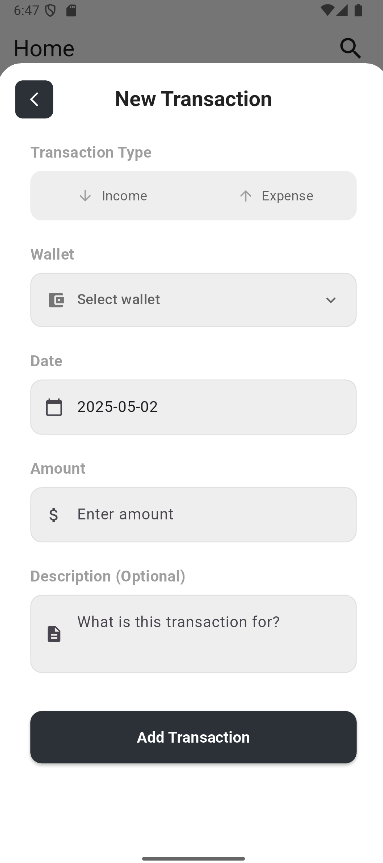 6:47
Home
New Transaction
Transaction Type
Income Expense
Wallet
Select wallet
Date
2025-05-02
Amount
$ Enter amount
Description (Optional)
What is this transaction for?
Add Transaction